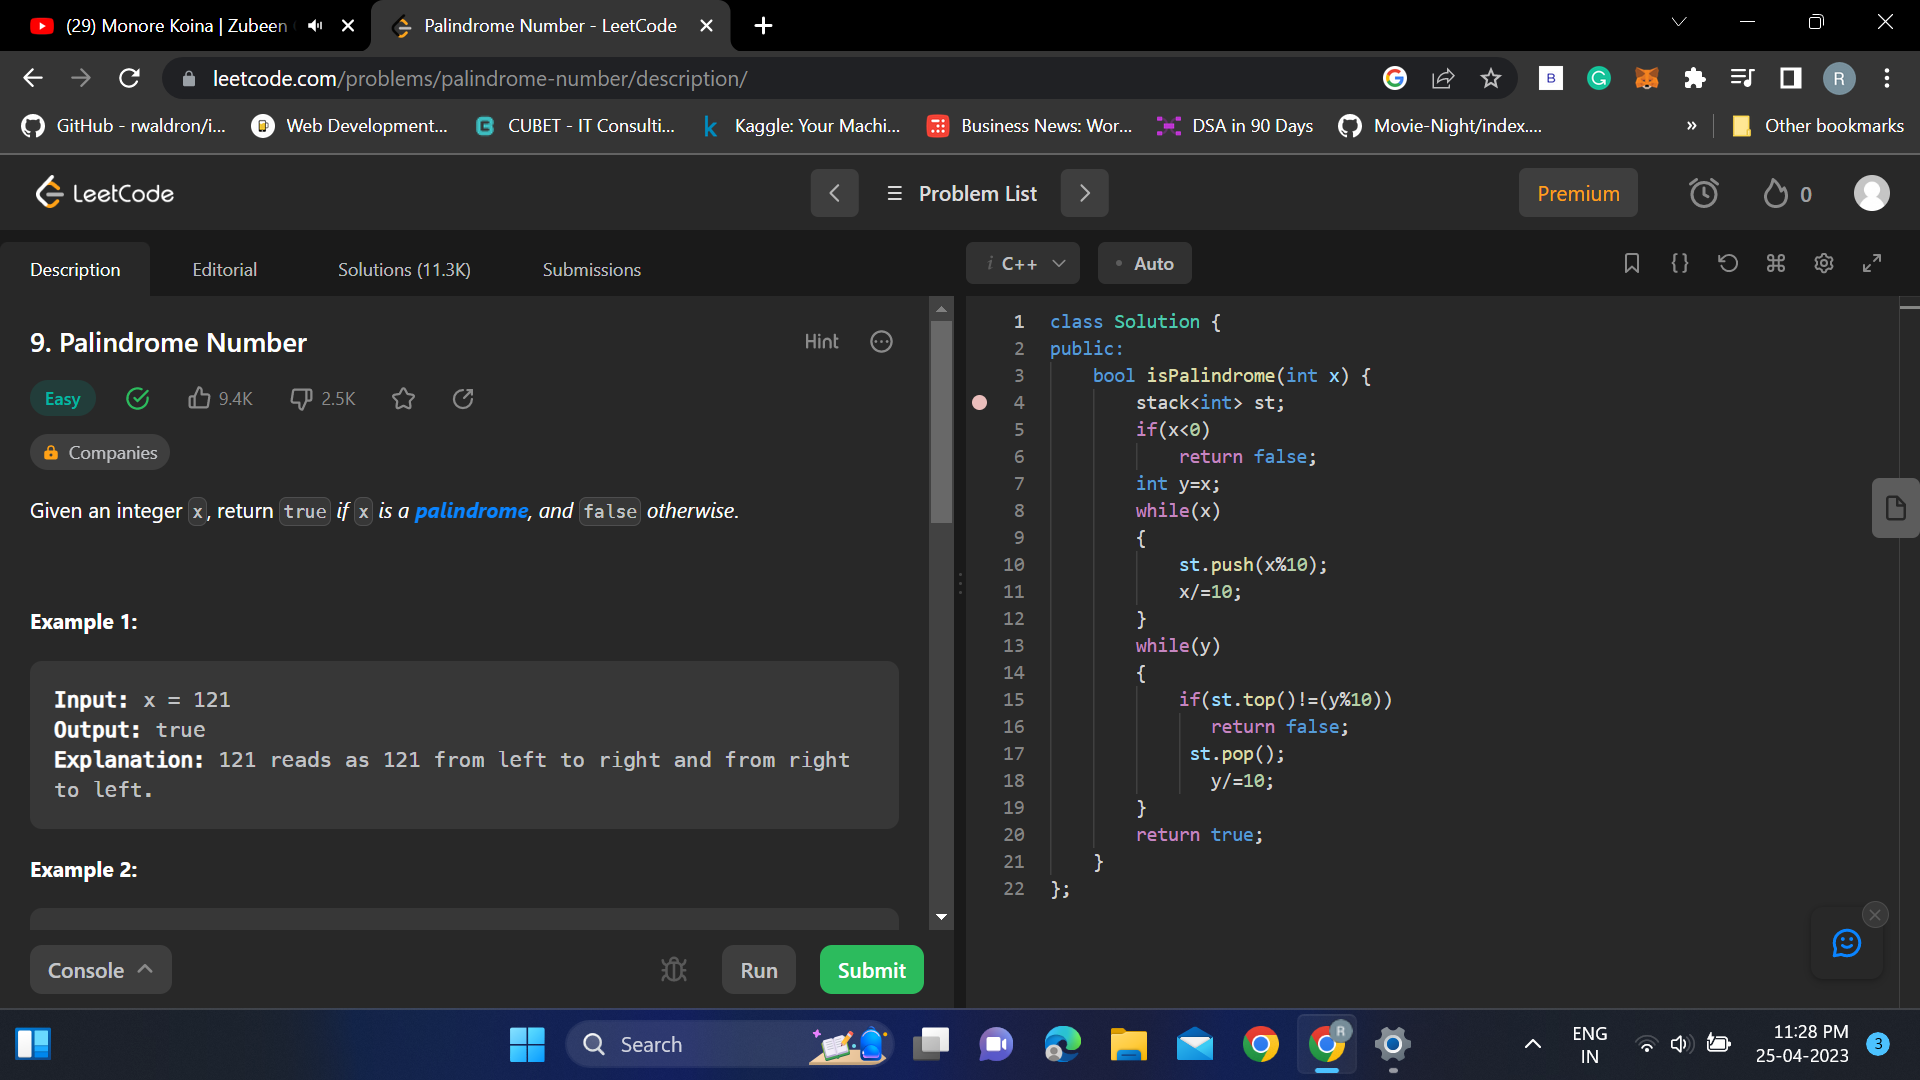 (29) Monore Koina | Zubeen
Palindrome Number - LeetCode
leetcode.com/problems/palindrome-number/description/
B
G
R
GitHub - rwaldron/i...
Web Development...
CUBET - IT Consulti...
Kaggle: Your Machi...
Business News: Wor...
DSA in 90 Days
Movie-Night/index....
»
Other bookmarks
LeetCode
Problem List
Premium
0
Description
Editorial
Solutions (11.3K)
Submissions
i C++
• Auto
9. Palindrome Number
Hint
Easy
9.4K
2.5K
Companies
Given an integer x, return true if x is a palindrome, and false otherwise.
Example 1:
Input: x = 121
Output: true
Explanation: 121 reads as 121 from left to right and from right
to left.
Example 2:
Console
Run
Submit
1 class Solution {
2 public:
3 bool isPalindrome(int x) {
4 stack<int> st;
5 if(x<0)
6 return false;
7 int y=x;
8 while(x)
9 {
10 st.push(x%10);
11 x/=10;
12 }
13 while(y)
14 {
15 if(st.top()!=(y%10))
16 return false;
17 st.pop();
18 y/=10;
19 }
20 return true;
21 }
22 };
Search
R
ENG
IN
11:28 PM
25-04-2023
3